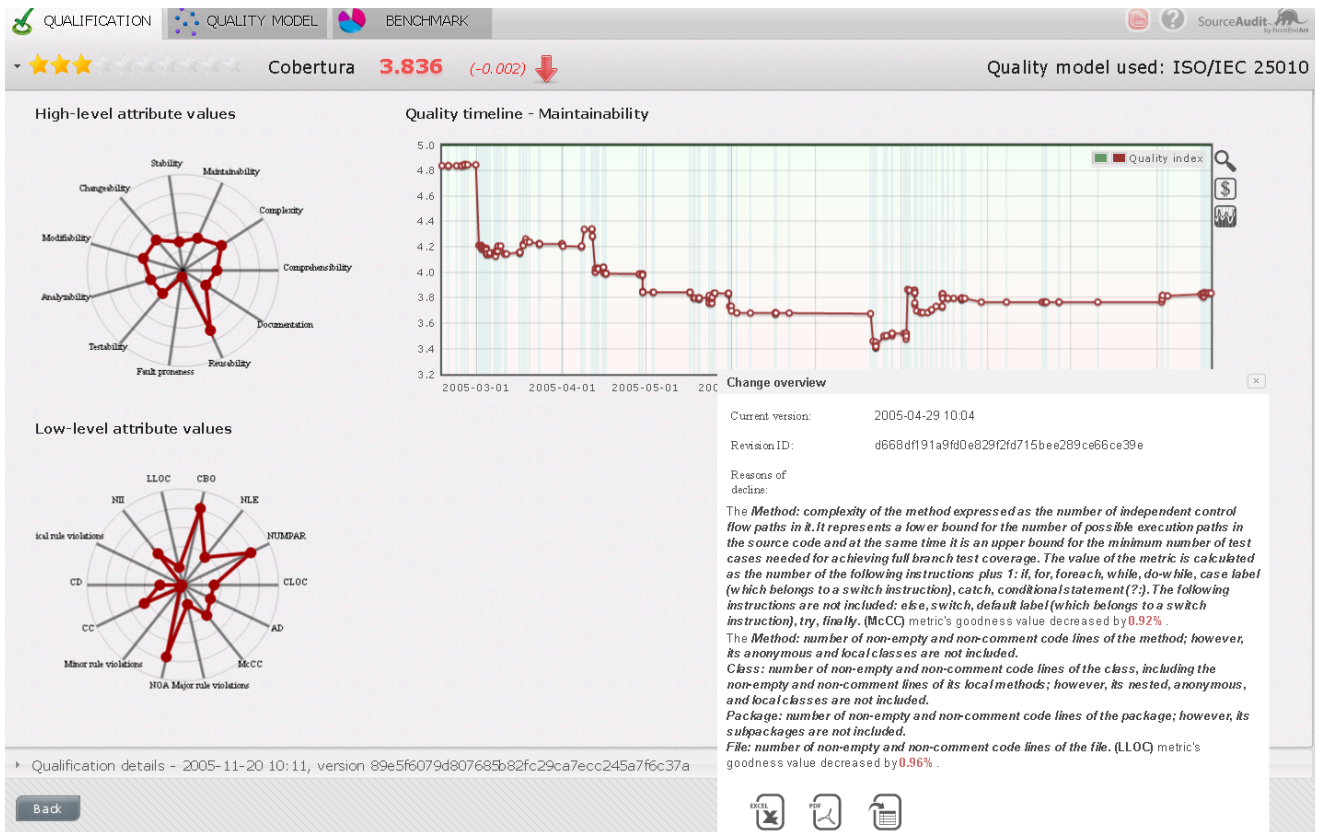 QUALIFICATION
QUALITY MODEL
BENCHMARK
SourceAudit
by FrontEndArt
Cobertura 3.836 (-0.002)
Quality model used: ISO/IEC 25010
High-level attribute values
Stability
Maintainability
Changeability
Complexity
Modifiability
Comprehensibility
Analyzability
Documentation
Testability
Reusability
Fault proneness
Quality timeline - Maintainability
5.0
4.8
4.6
4.4
4.2
4.0
3.8
3.6
3.4
3.2
Quality index
$
2005-03-01 2005-04-01 2005-05-01 200
Low-level attribute values
LLOC CBO
NII NLE
ical rule violations NUMPAR
CD CLOC
CC AD
Minor rule violations McCC
NOA Major rule violations
Change overview
Current version: 2005-04-29 10:04
Revision ID: d668df191a9fd0e829f2fd715bee289ce66ce39e
Reasons of
decline:
The Method: complexity of the method expressed as the number of independent control
flow paths in it. It represents a lower bound for the number of possible execution paths in
the source code and at the same time it is an upper bound for the minimum number of test
cases needed for achieving full branch test coverage. The value of the metric is calculated
as the number of the following instructions plus 1: if, for, foreach, while, do-while, case label
(which belongs to a switch instruction), catch, conditional statement (?:). The following
instructions are not included: else, switch, default label (which belongs to a switch
instruction), try, finally. (McCC) metric's goodness value decreased by 0.92% .
The Method: number of non-empty and non-comment code lines of the method; however,
its anonymous and local classes are not included.
Class: number of non-empty and non-comment code lines of the class, including the
non-empty and non-comment lines of its local methods; however, its nested, anonymous,
and local classes are not included.
Package: number of non-empty and non-comment code lines of the package; however, its
subpackages are not included.
File: number of non-empty and non-comment code lines of the file. (LLOC) metric's
goodness value decreased by 0.96% .
EXCEL
PDF
Qualification details - 2005-11-20 10:11, version 89e5f6079d807685b82fc29ca7ecc245a7f6c37a
Back